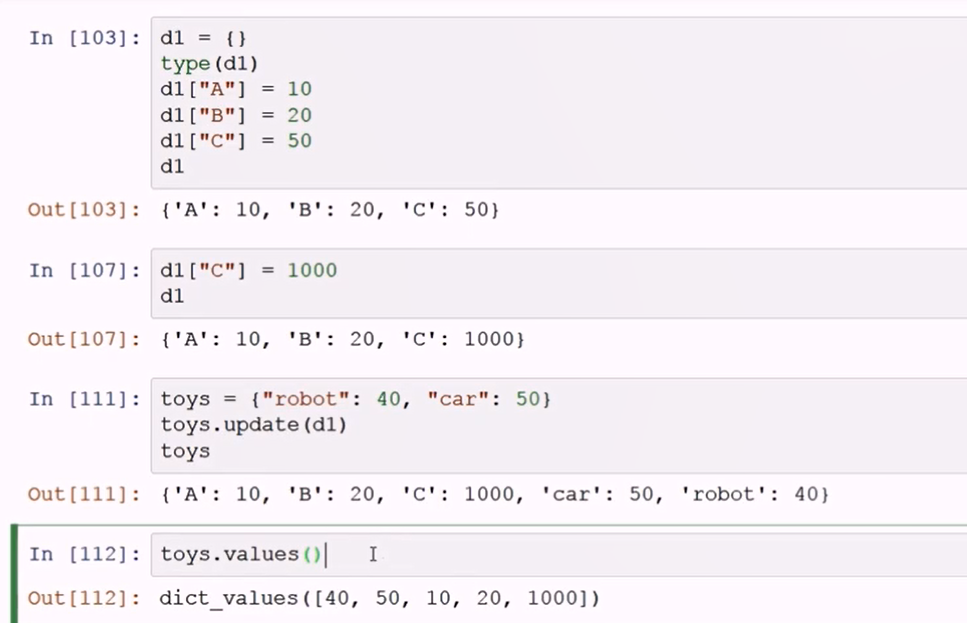 In [103]: d1 = {}
type(d1)
d1["A"] = 10
d1["B"] = 20
d1["C"] = 50
d1
Out[103]: {'A': 10, 'B': 20, 'C': 50}
In [107]: d1["C"] = 1000
d1
Out[107]: {'A': 10, 'B': 20, 'C': 1000}
In [111]: toys = {"robot": 40, "car": 50}
toys.update(d1)
toys
Out[111]: {'A': 10, 'B': 20, 'C': 1000, 'car': 50, 'robot': 40}
In [112]: toys.values()
Out[112]: dict_values([40, 50, 10, 20, 1000])